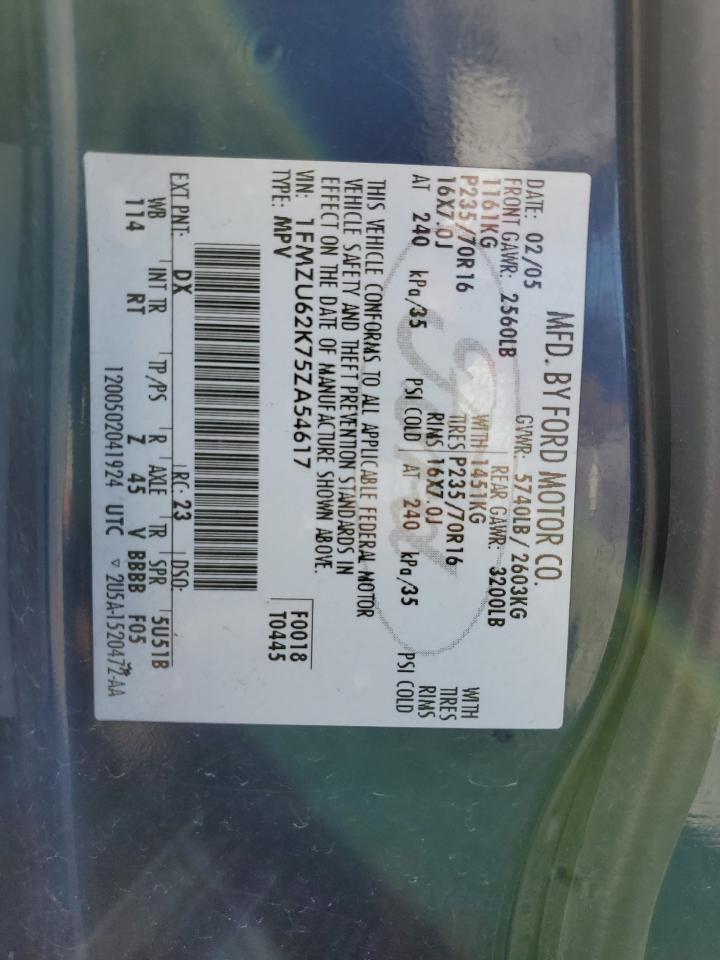 MFD. BY FORD MOTOR CO.
DATE: 02/05 GVWR: 5740LB / 2603KG
FRONT GAWR: 2560LB REAR GAWR: 3200LB
1161KG WITH 1451KG WITH
P235/70R16 TIRES P235/70R16 TIRES
16X7.0J RIMS 16X7.0J RIMS
AT 240 kPa/35 PSI COLD AT 240 kPa/35 PSI COLD
THIS VEHICLE CONFORMS TO ALL APPLICABLE FEDERAL MOTOR
VEHICLE SAFETY AND THEFT PREVENTION STANDARDS IN
EFFECT ON THE DATE OF MANUFACTURE SHOWN ABOVE.
VIN: 1FMZU62K75ZA54617 F0018
TYPE: MPV T0445
EXT PNT: DX RC: 23 DSO:
WB INT TR TP/PS R AXLE TR SPR 5U51B
114 RT Z 45 V BBBB F05
1200502041924 UTC ▽ 2U5A-1520472-AA
Ford